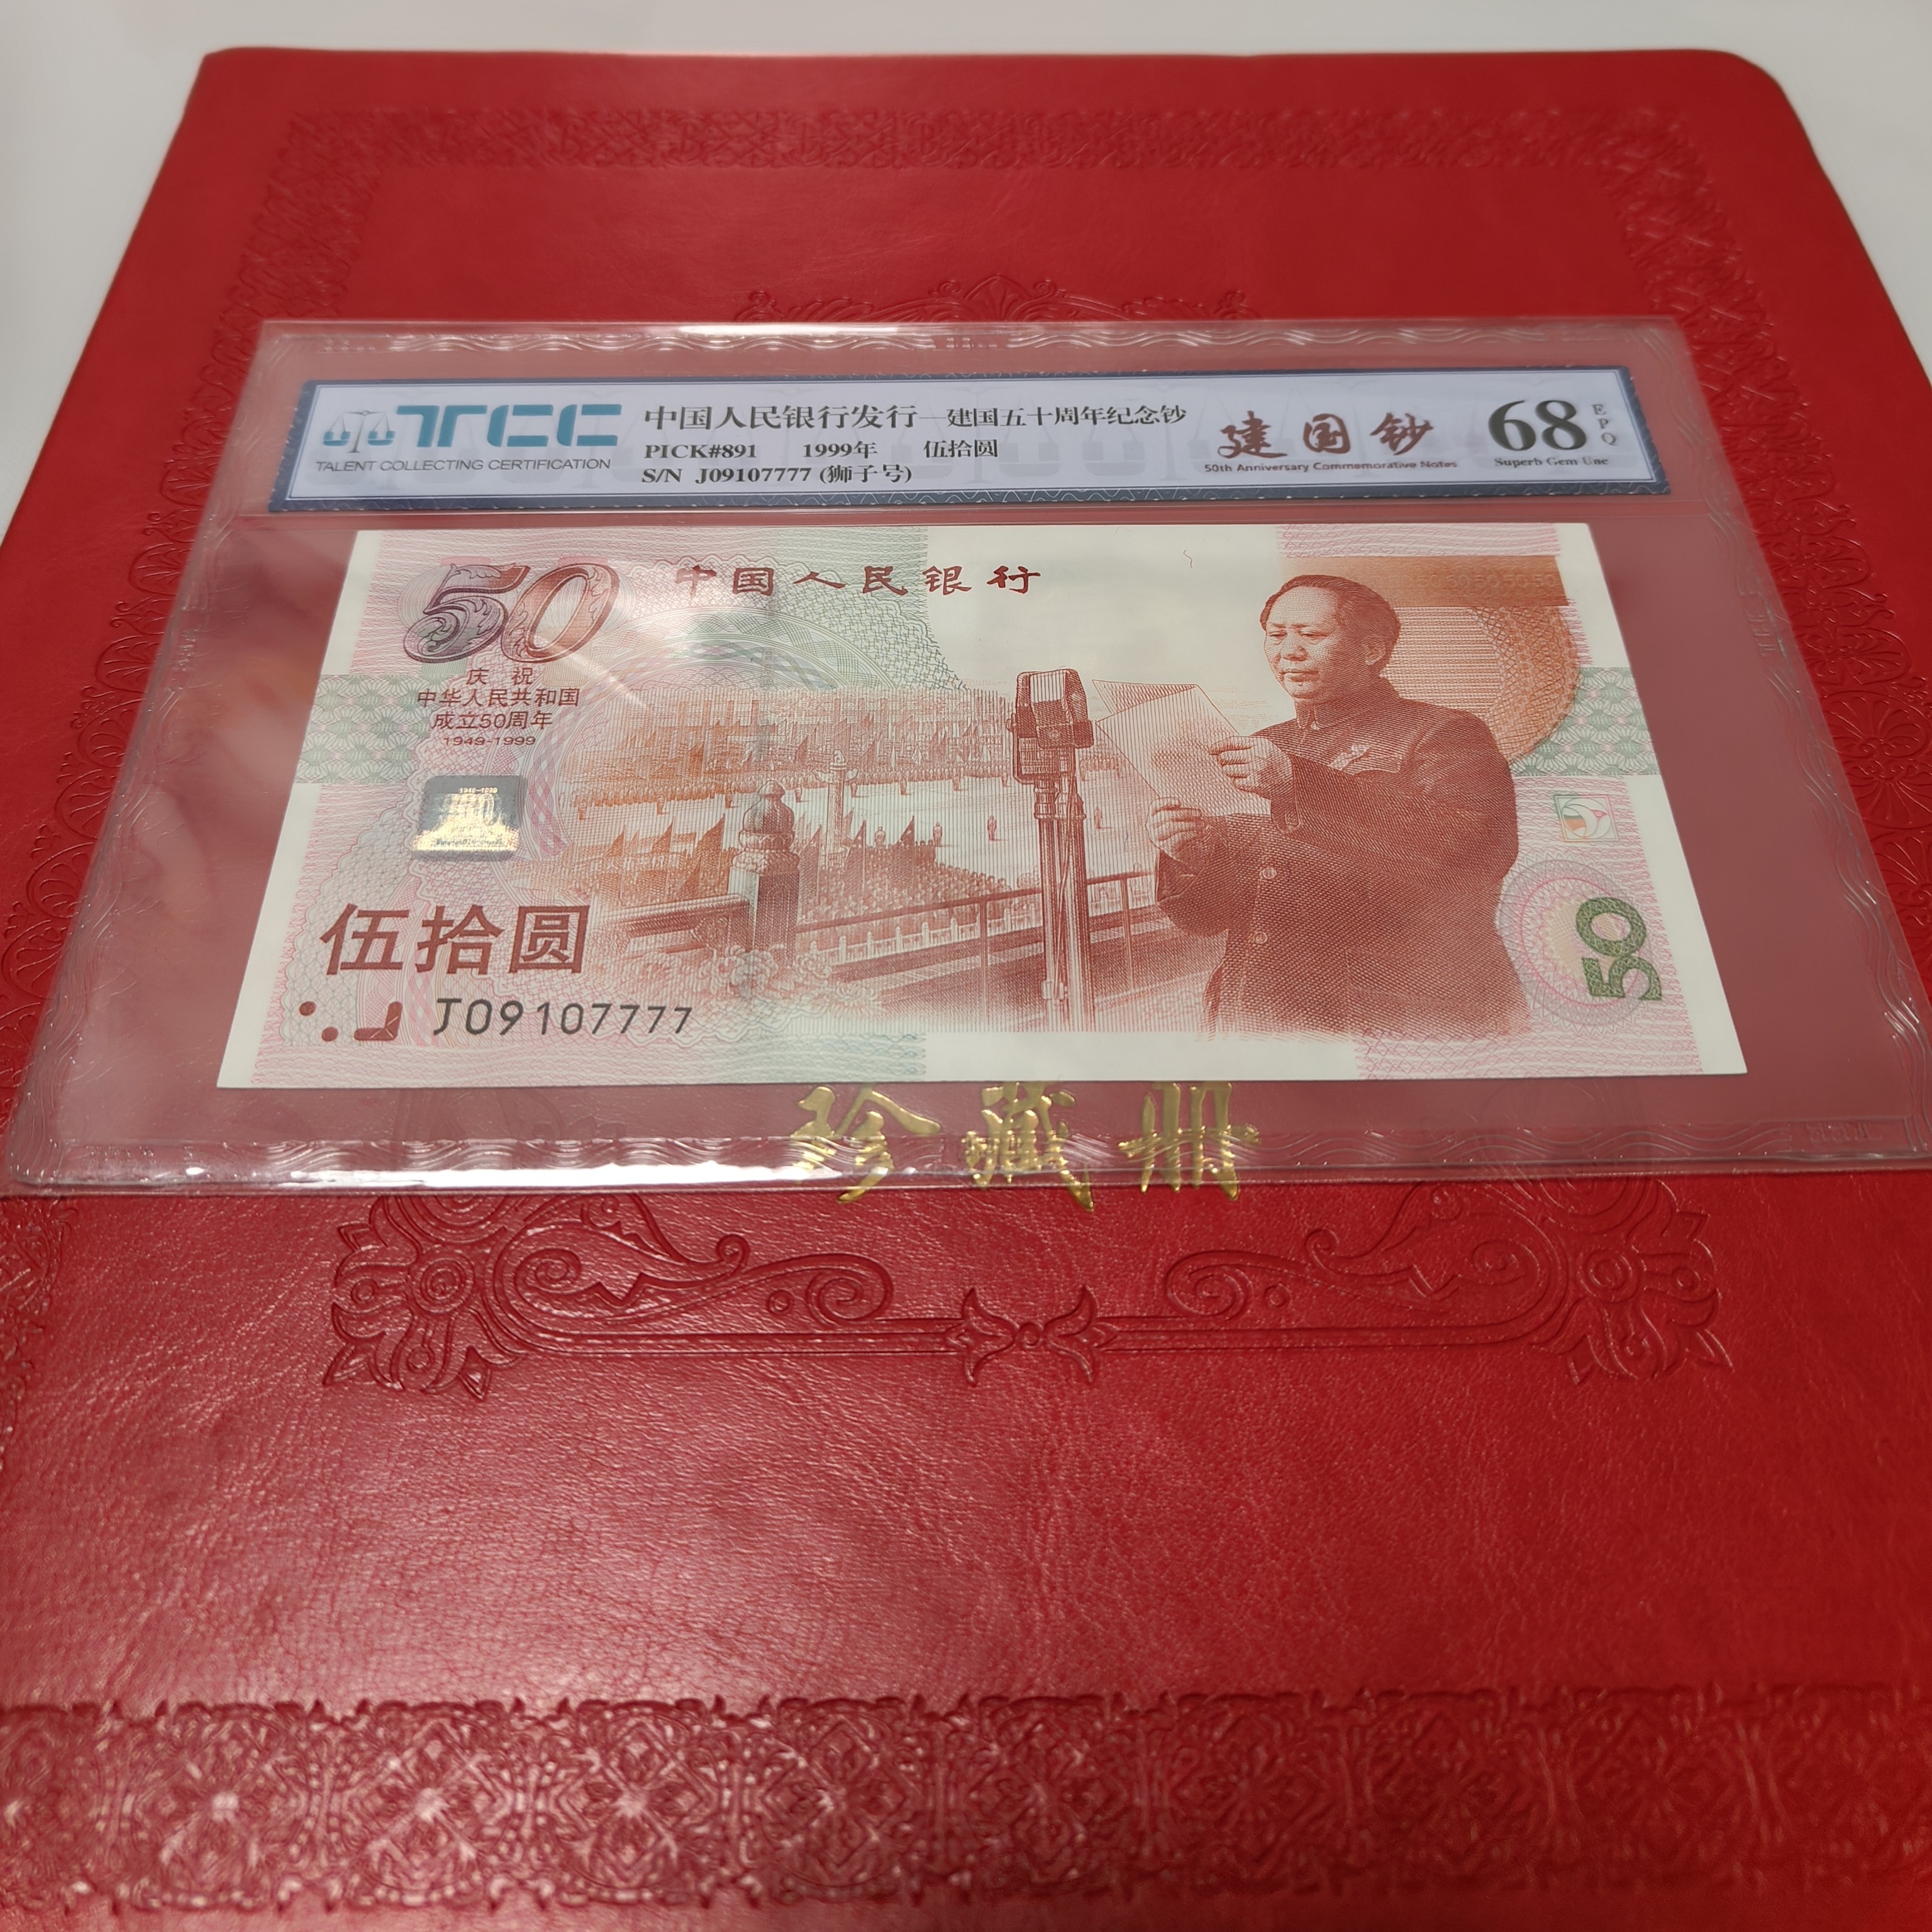 TCC
TALENT COLLECTING CERTIFICATION
中国人民银行发行—建国五十周年纪念钞
PICK#891 1999年 伍拾圆
S/N J09107777 (狮子号)
建国钞
50th Anniversary Commemorative Notes
68
EPQ
Superb Gem Unc
50
中国人民银行
庆祝
中华人民共和国
成立50周年
1949-1999
1949-1999
伍拾圆
J09107777
50
珍藏册